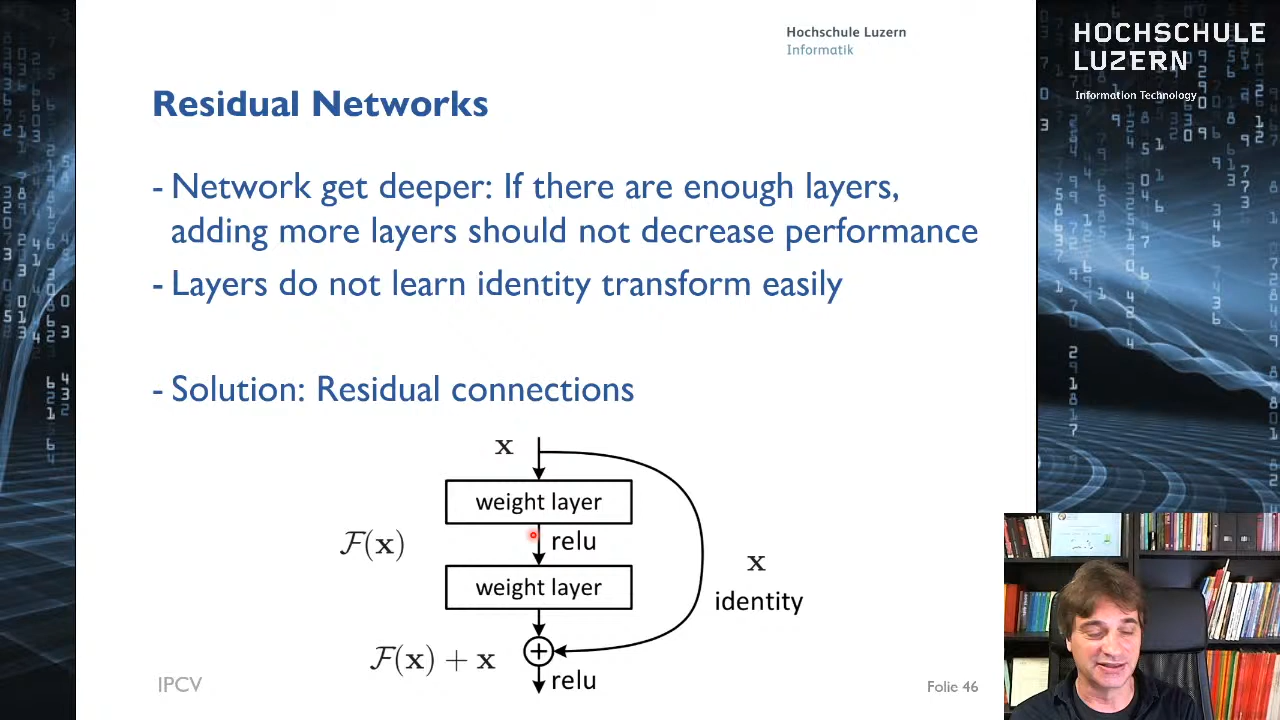 Hochschule Luzern
Informatik
HOCHSCHULE
LUZERN
Information Technology
Residual Networks
- Network get deeper: If there are enough layers,
adding more layers should not decrease performance
- Layers do not learn identity transform easily
- Solution: Residual connections
x
weight layer
F(x)
relu
weight layer
x
identity
F(x) + x
+
relu
IPCV
Folie 46